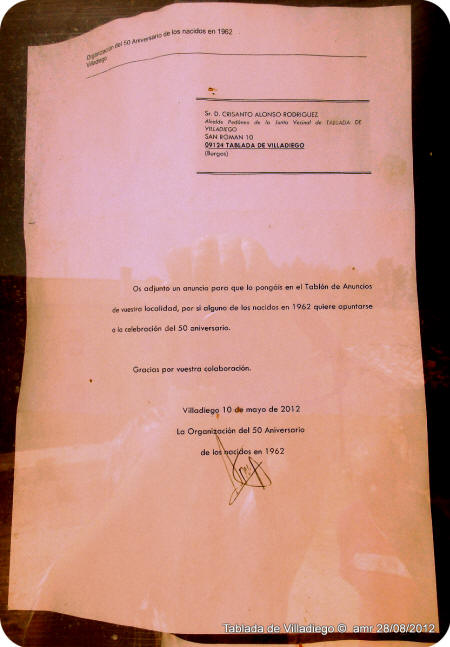 Organización del 50 Aniversario de los nacidos en 1962
Villadiego
Sr. D. CRISANTO ALONSO RODRIGUEZ
Alcalde Pedáneo de la Junta Vecinal de TABLADA DE
VILLADIEGO
SAN ROMAN 10
09124 TABLADA DE VILLADIEGO
(Burgos)
Os adjunto un anuncio para que lo pongáis en el Tablón de Anuncios
de vuestra localidad, por si alguno de los nacidos en 1962 quiere apuntarse
a la celebración del 50 aniversario.
Gracias por vuestra colaboración.
Villadiego 10 de mayo de 2012
La Organización del 50 Aniversario
de los nacidos en 1962
Tablada de Villadiego © amr 28/08/2012